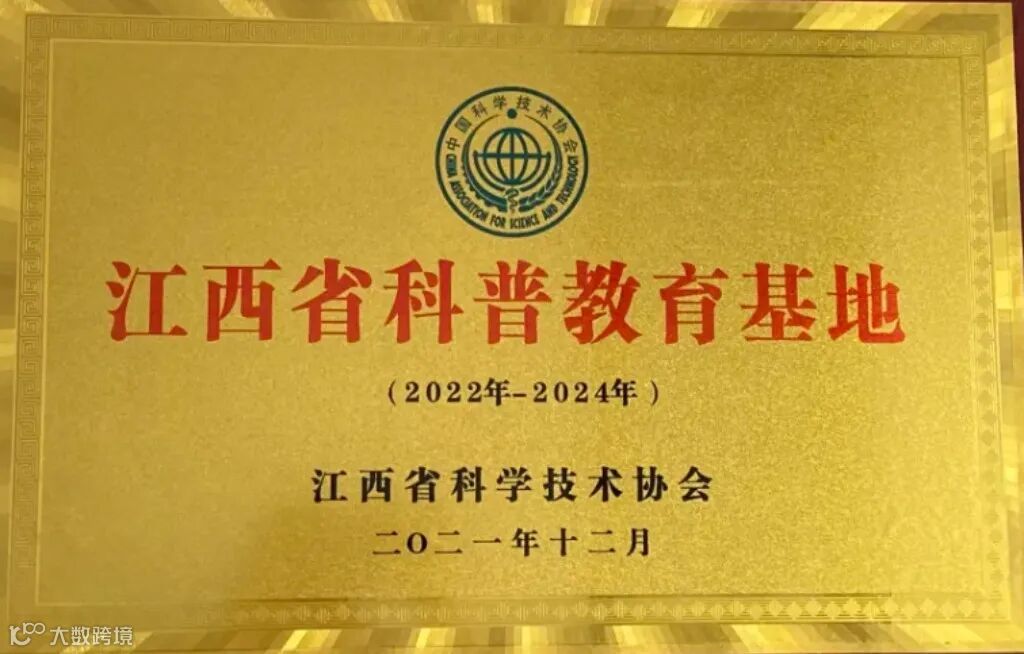 中国科学技术协会
CHINA ASSOCIATION FOR SCIENCE AND TECHNOLOGY
江西省科普教育基地
（2022年-2024年）
江西省科学技术协会
二O二一年十二月
大数跨境